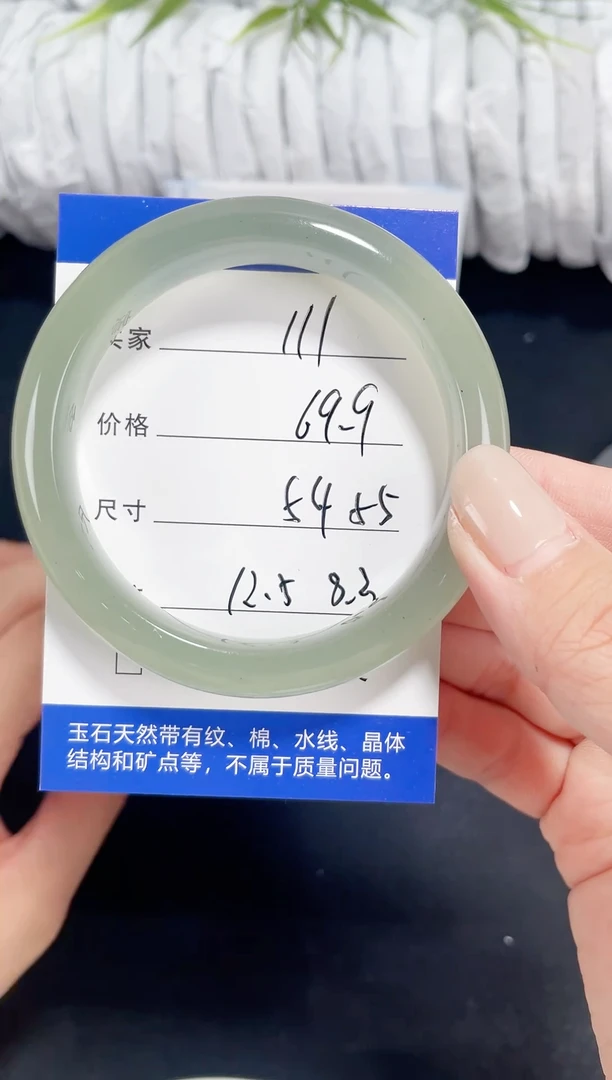 家 111
价格 69.9
尺寸 54 55
12.5 8.3
玉石天然带有纹、棉、水线、晶体
结构和矿点等，不属于质量问题。